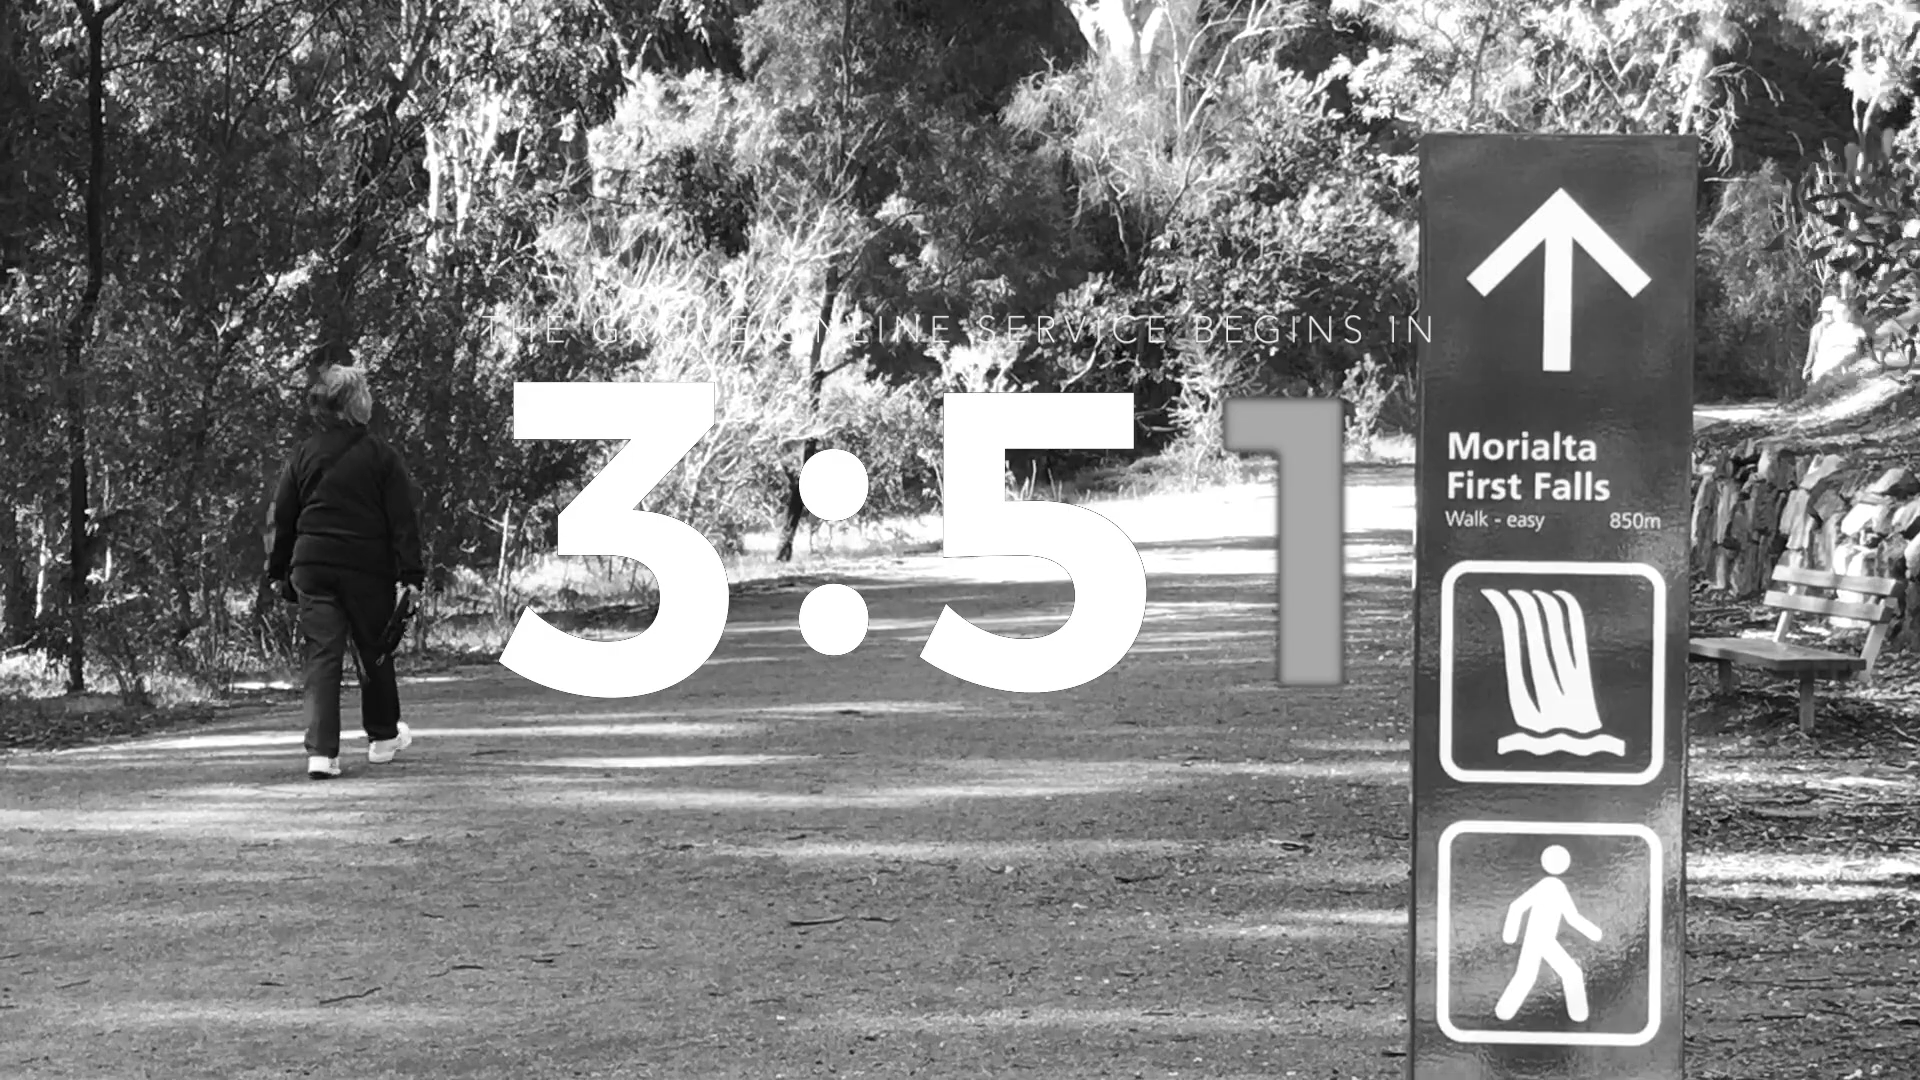 THE GROVE ONLINE SERVICE BEGINS IN
3:51
Morialta
First Falls
Walk - easy 850m